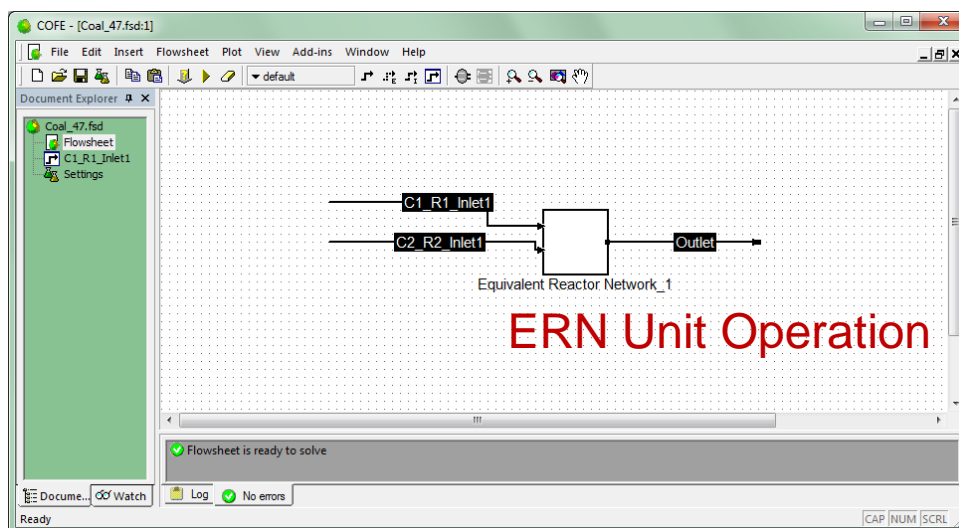 COFE - [Coal_47.fsd:1]
File Edit Insert Flowsheet Plot View Add-ins Window Help
default
Document Explorer
Coal_47.fsd
Flowsheet
C1_R1_Inlet1
Settings
C1_R1_Inlet1
C2_R2_Inlet1
Outlet
Equivalent Reactor Network_1
ERN Unit Operation
Flowsheet is ready to solve
Docume... Watch
Log No errors
Ready
CAP NUM SCRL